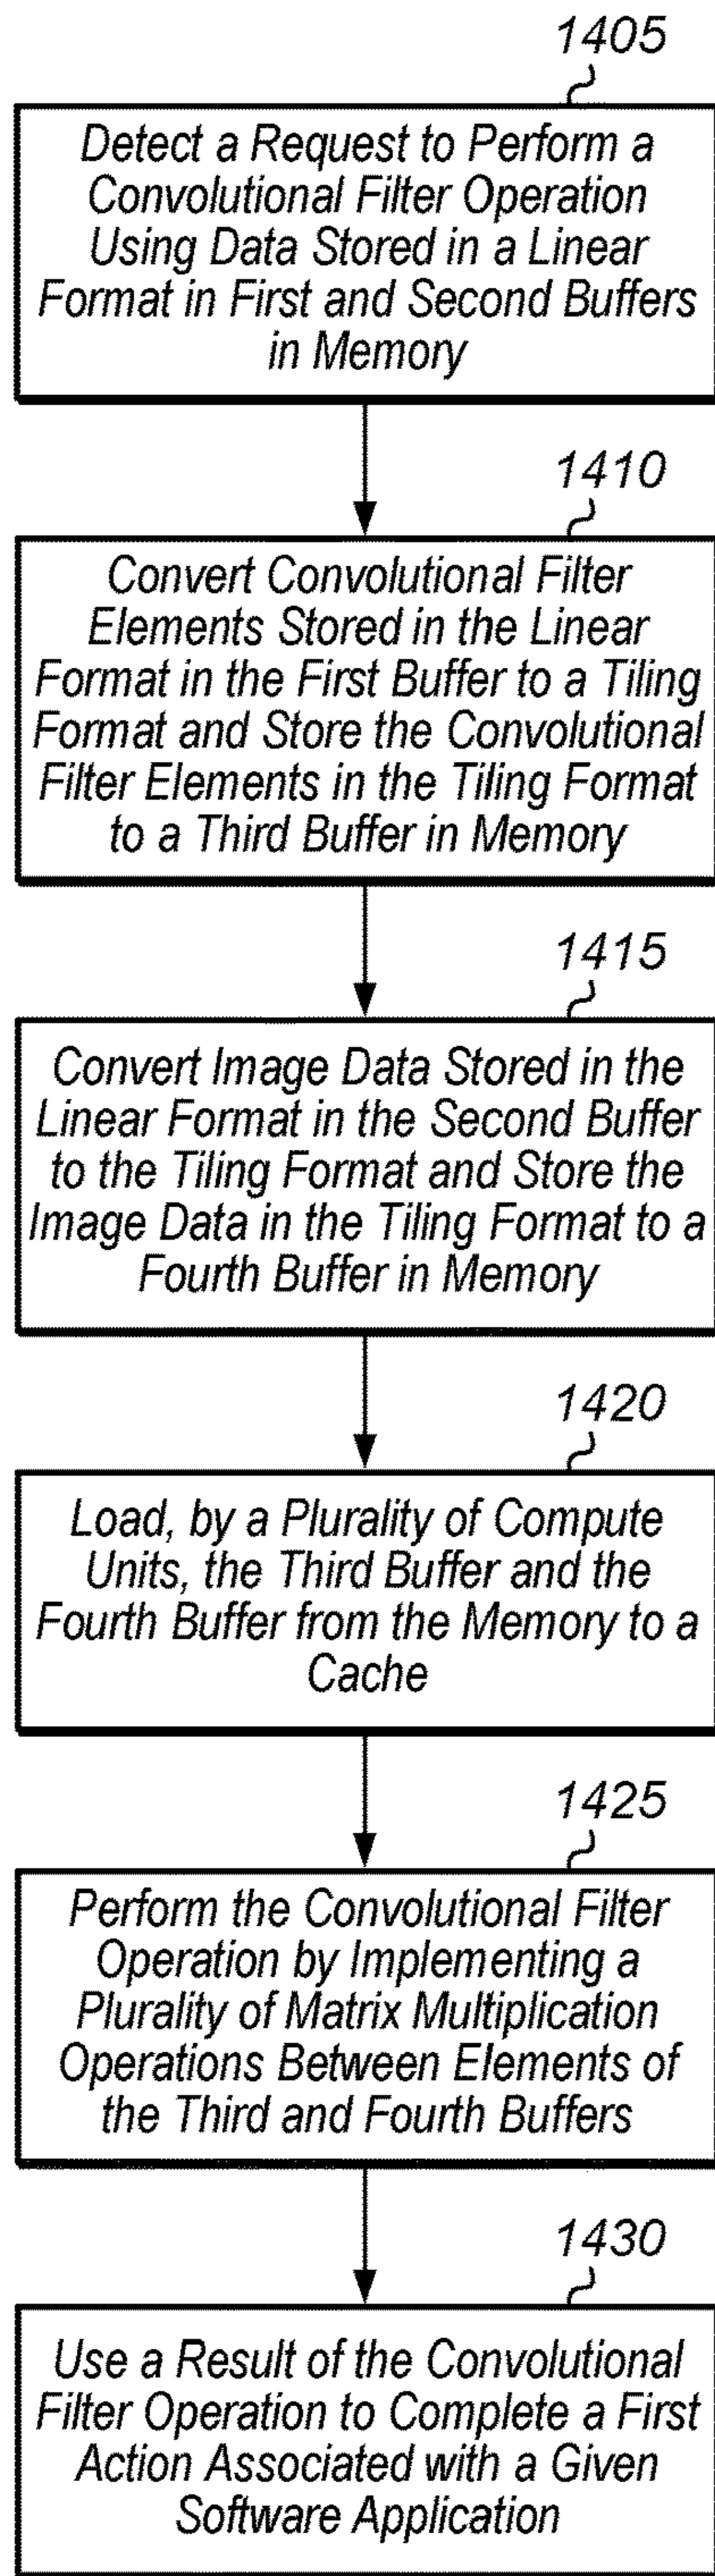 1405
Detect a Request to Perform a
Convolutional Filter Operation
Using Data Stored in a Linear
Format in First and Second Buffers
in Memory
1410
Convert Convolutional Filter
Elements Stored in the Linear
Format in the First Buffer to a Tiling
Format and Store the Convolutional
Filter Elements in the Tiling Format
to a Third Buffer in Memory
1415
Convert Image Data Stored in the
Linear Format in the Second Buffer
to the Tiling Format and Store the
Image Data in the Tiling Format to a
Fourth Buffer in Memory
1420
Load, by a Plurality of Compute
Units, the Third Buffer and the
Fourth Buffer from the Memory to a
Cache
1425
Perform the Convolutional Filter
Operation by Implementing a
Plurality of Matrix Multiplication
Operations Between Elements of
the Third and Fourth Buffers
1430
Use a Result of the Convolutional
Filter Operation to Complete a First
Action Associated with a Given
Software Application